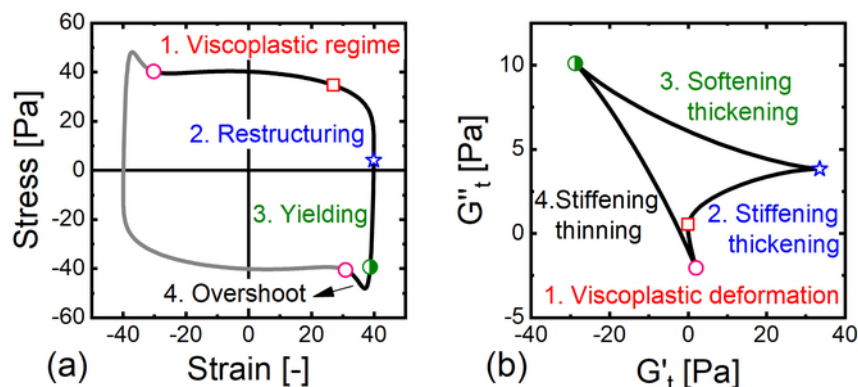 60
40
20
0
-20
-40
-60
-40
-20
0
20
40
Stress [Pa]
Strain [-]
1. Viscoplastic regime
2. Restructuring
3. Yielding
4. Overshoot
(a)
10
5
0
-5
-40
-20
0
20
40
G''t [Pa]
G't [Pa]
3. Softening
thickening
4.Stiffening
thinning
2. Stiffening
thickening
1. Viscoplastic deformation
(b)